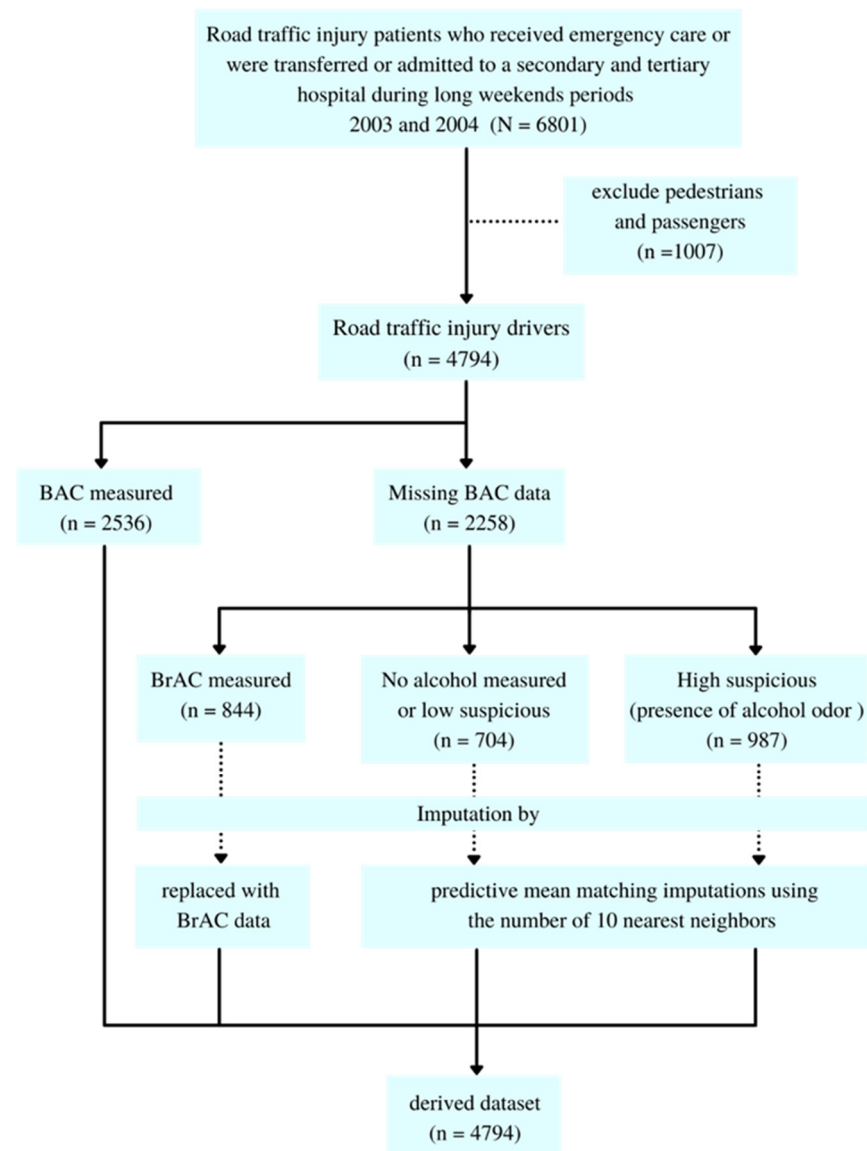 Road traffic injury patients who received emergency care or
were transferred or admitted to a secondary and tertiary
hospital during long weekends periods
2003 and 2004 (N = 6801)
exclude pedestrians
and passengers
(n =1007)
Road traffic injury drivers
(n = 4794)
BAC measured
(n = 2536)
Missing BAC data
(n = 2258)
BrAC measured
(n = 844)
No alcohol measured
or low suspicious
(n = 704)
High suspicious
(presence of alcohol odor )
(n = 987)
Imputation by
replaced with
BrAC data
predictive mean matching imputations using
the number of 10 nearest neighbors
derived dataset
(n = 4794)